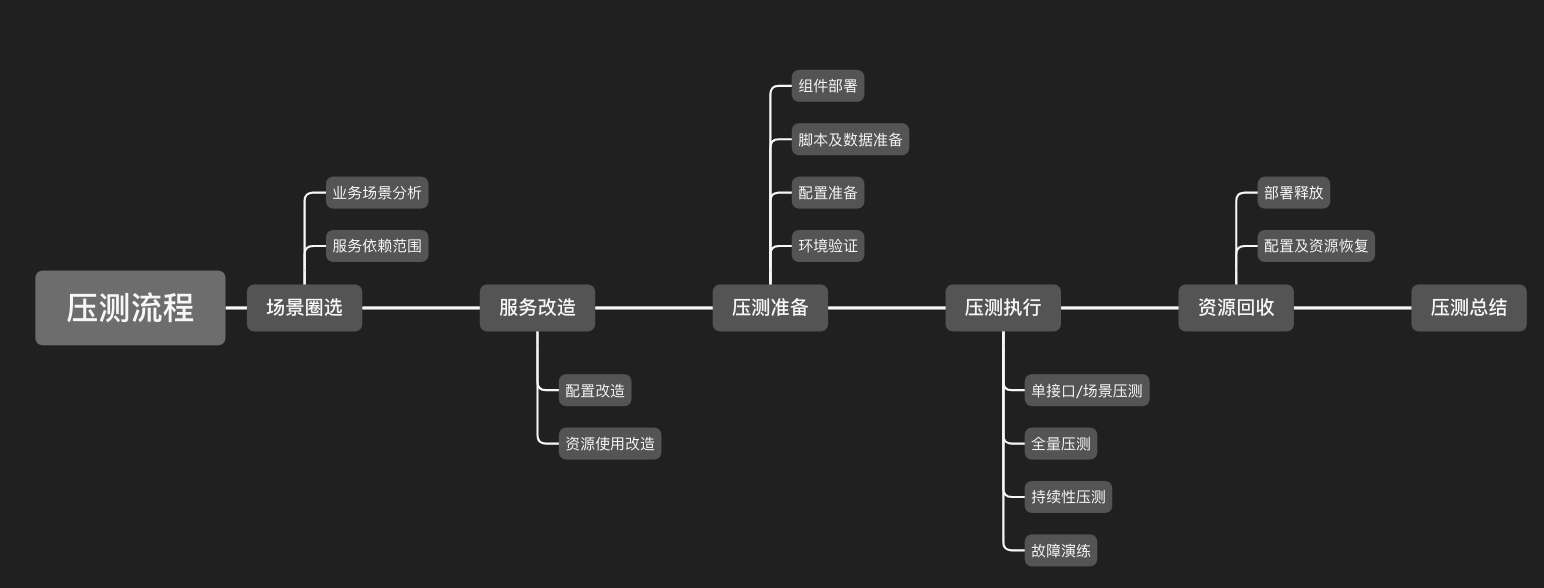 压测流程
场景圈选
业务场景分析
服务依赖范围
服务改造
配置改造
资源使用改造
压测准备
组件部署
脚本及数据准备
配置准备
环境验证
压测执行
单接口/场景压测
全量压测
持续性压测
故障演练
资源回收
部署释放
配置及资源恢复
压测总结